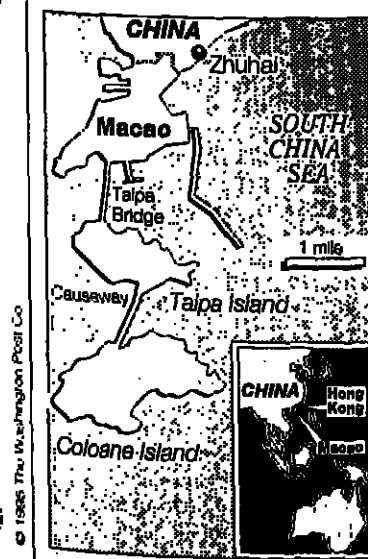 CHINA
Zhuhai
Macao
SOUTH
CHINA
SEA
Taipa
Bridge
1 mile
Causeway
Taipa Island
Coloane Island
CHINA
Hong
Kong
Macao
© 1995 The Washington Post Co